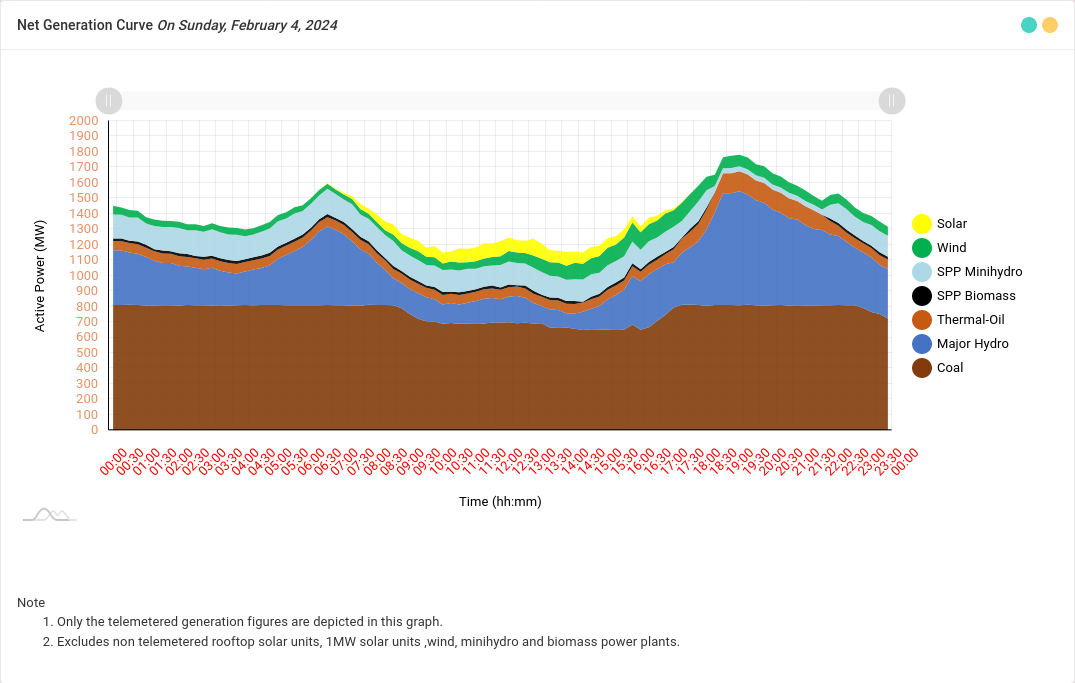 Net Generation Curve On Sunday, February 4, 2024
2000
1900
1800
1700
1600
1500
1400
1300
1200
1100
1000
900
800
700
600
500
400
300
200
100
0
Active Power (MW)
Solar
Wind
SPP Minihydro
SPP Biomass
Thermal-Oil
Major Hydro
Coal
00:00 00:30 01:00 01:30 02:00 02:30 03:00 03:30 04:00 04:30 05:00 05:30 06:00 06:30 07:00 07:30 08:00 08:30 09:00 09:30 10:00 10:30 11:00 11:30 12:00 12:30 13:00 13:30 14:00 14:30 15:00 15:30 16:00 16:30 17:00 17:30 18:00 18:30 19:00 19:30 20:00 20:30 21:00 21:30 22:00 22:30 23:00 23:30 00:00
Time (hh:mm)
Note
1. Only the telemetered generation figures are depicted in this graph.
2. Excludes non telemetered rooftop solar units, 1MW solar units ,wind, minihydro and biomass power plants.